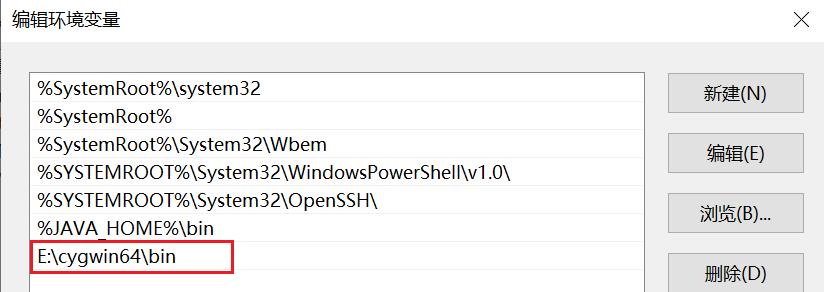 编辑环境变量
%SystemRoot%\system32
新建(N)
%SystemRoot%
%SystemRoot%\System32\Wbem
编辑(E)
%SYSTEMROOT%\System32\WindowsPowerShell\v1.0\
%SYSTEMROOT%\System32\OpenSSH\
浏览(B)...
%JAVA_HOME%\bin
E:\cygwin64\bin
删除(D)